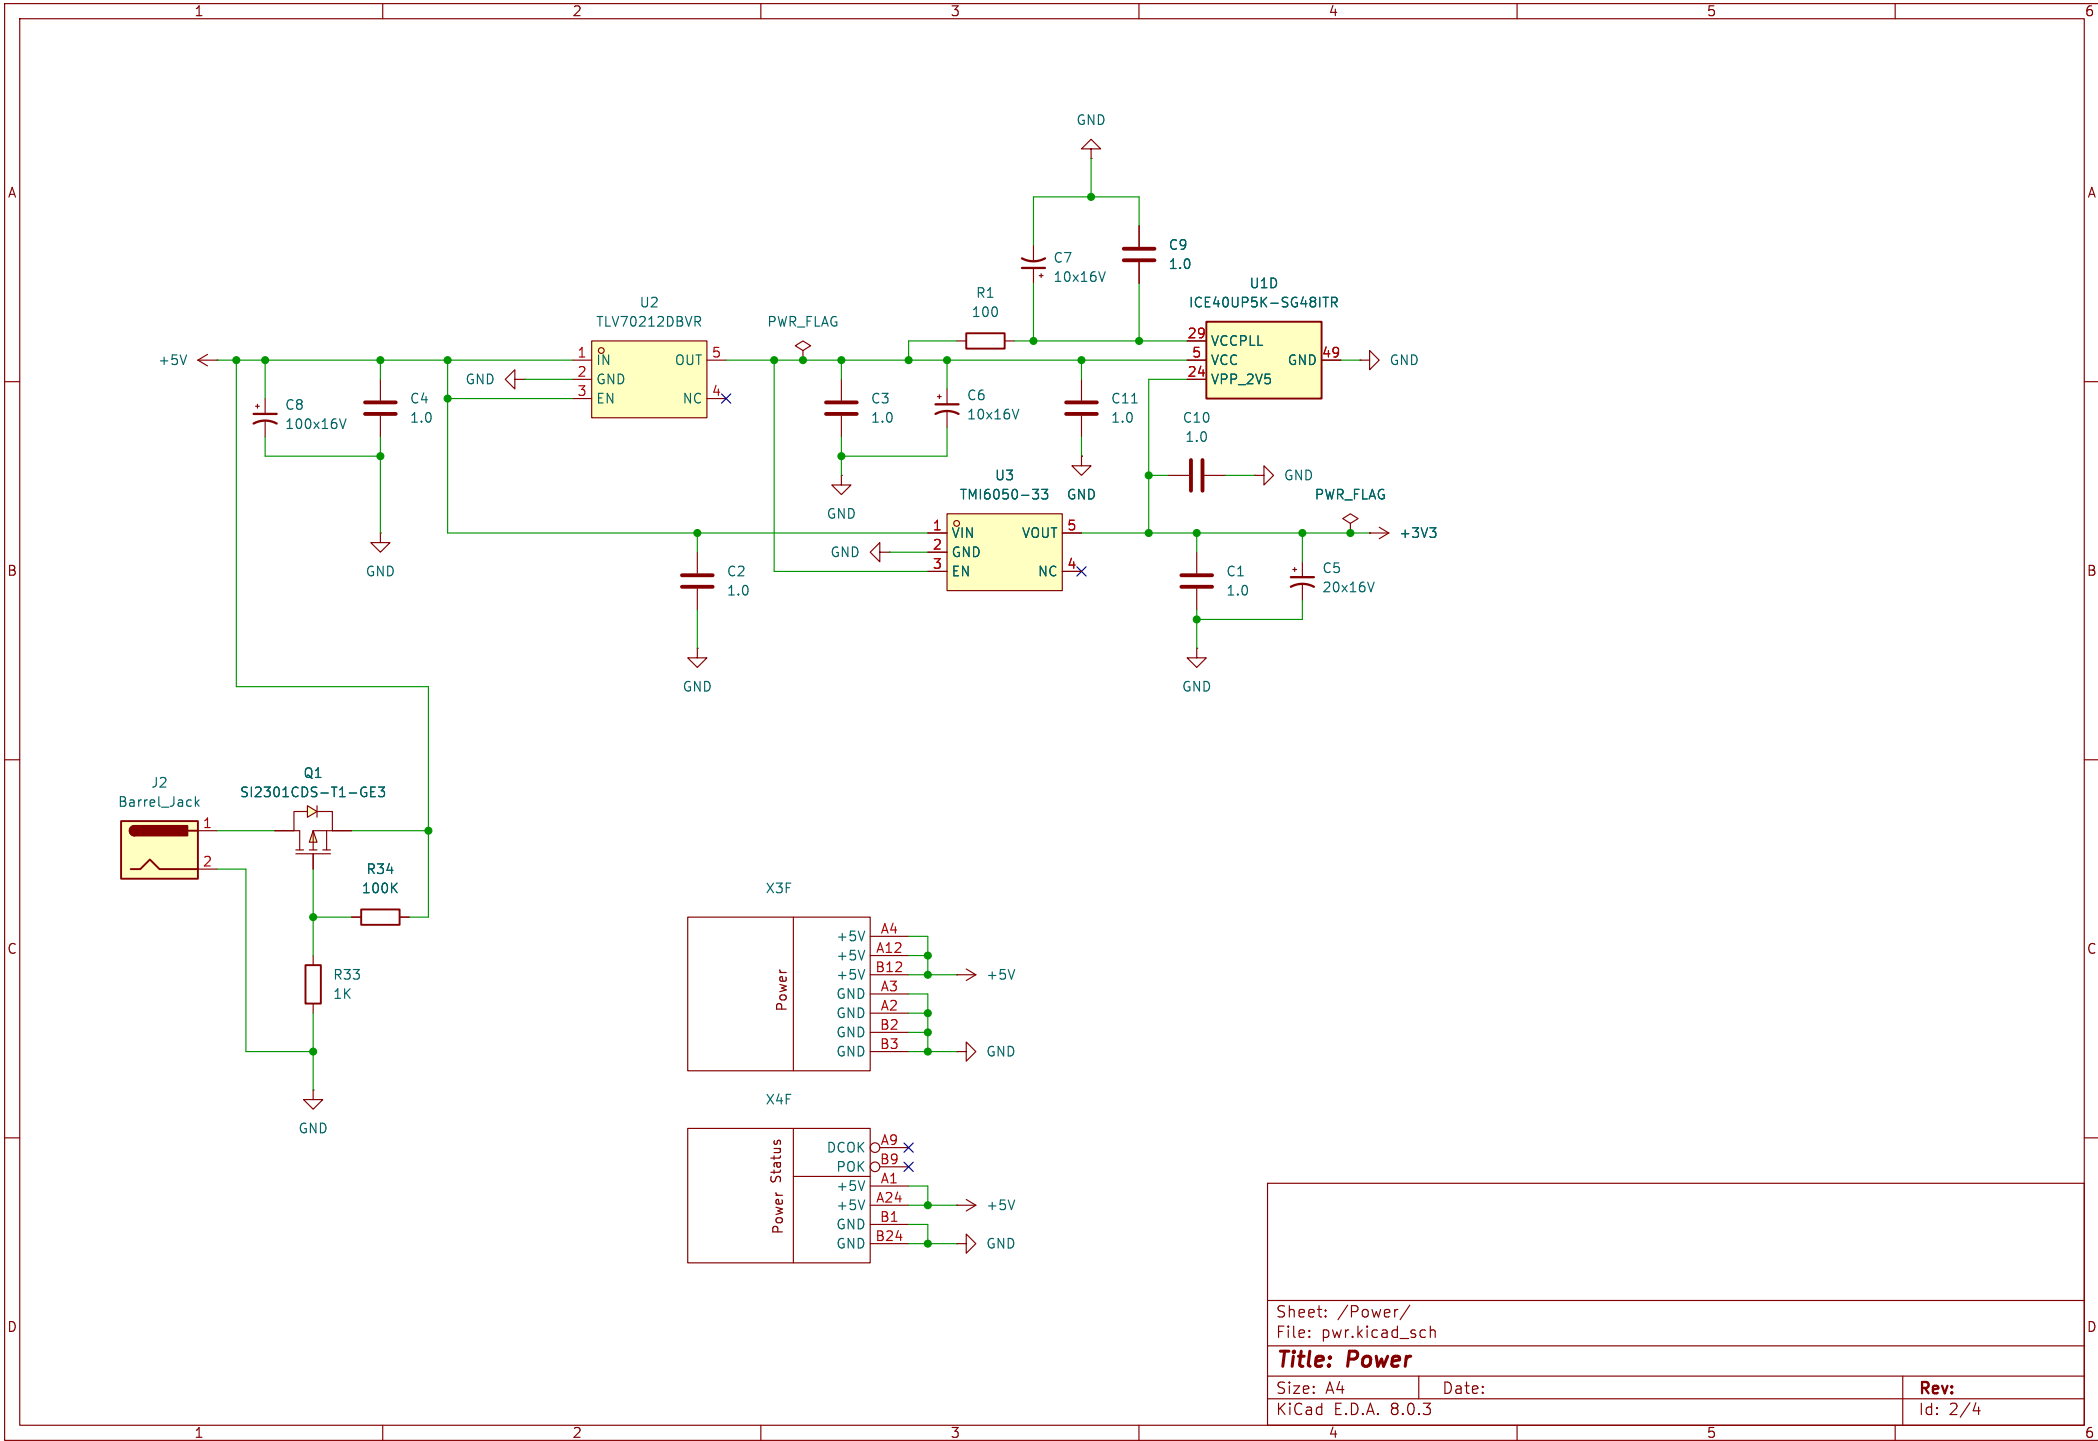 1 2 3 4 5 6
A A
B B
C C
D D
GND
C7
10x16V
C9
1.0
R1
100
U1D
ICE40UP5K-SG48ITR
29 VCCPLL
5 VCC
24 VPP_2V5
GND 49
GND
U2
TLV70212DBVR
1 IN
2 GND
3 EN
OUT 5
NC 4
PWR_FLAG
+5V
GND
C8
100x16V
C4
1.0
GND
C3
1.0
C6
10x16V
C11
1.0
GND
GND
C10
1.0
GND
U3
TMI6050-33
1 VIN
2 GND
3 EN
VOUT 5
NC 4
GND
PWR_FLAG
+3V3
C2
1.0
GND
C1
1.0
C5
20x16V
GND
J2
Barrel_Jack
1
2
Q1
SI2301CDS-T1-GE3
R34
100K
R33
1K
GND
X3F
Power
+5V A4
+5V A12
+5V B12
GND A3
GND A2
GND B2
GND B3
+5V
GND
X4F
Power Status
DCOK A9
POK B9
+5V A1
+5V A24
GND B1
GND B24
+5V
GND
Sheet: /Power/
File: pwr.kicad_sch
Title: Power
Size: A4 Date: Rev:
KiCad E.D.A. 8.0.3 Id: 2/4
1 2 3 4 5 6